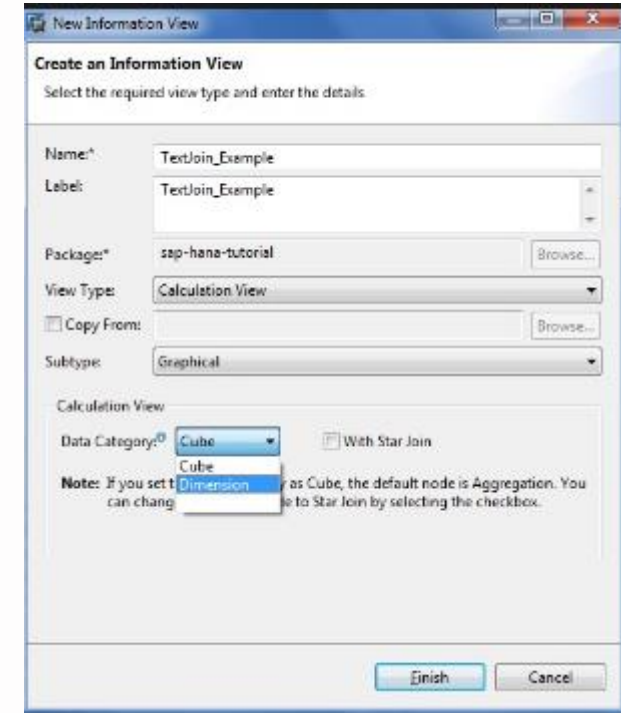 New Information View
Create an Information View
Select the required view type and enter the details.
Name:* TextJoin_Example
Label: TextJoin_Example
Package:* sap-hana-tutorial Browse...
View Type: Calculation View
Copy From: Browse...
Subtype: Graphical
Calculation View
Data Category: Cube With Star Join
Cube
Note: If you set t Dimension y as Cube, the default node is Aggregation. You
can chang e to Star Join by selecting the checkbox.
Finish Cancel